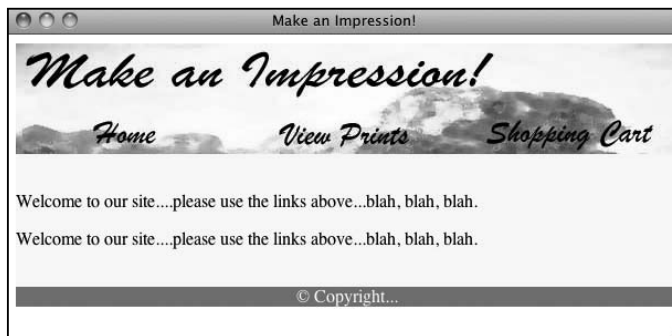 Make an Impression!
Make an Impression!
Home View Prints Shopping Cart
Welcome to our site....please use the links above...blah, blah, blah.
Welcome to our site....please use the links above...blah, blah, blah.
© Copyright...